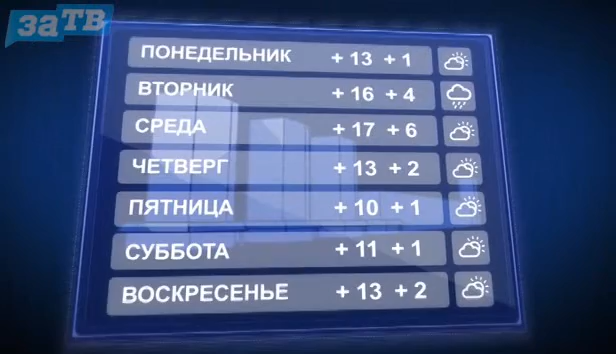 заТВ
ПОНЕДЕЛЬНИК + 13 + 1
ВТОРНИК + 16 + 4
СРЕДА + 17 + 6
ЧЕТВЕРГ + 13 + 2
ПЯТНИЦА + 10 + 1
СУББОТА + 11 + 1
ВОСКРЕСЕНЬЕ + 13 + 2